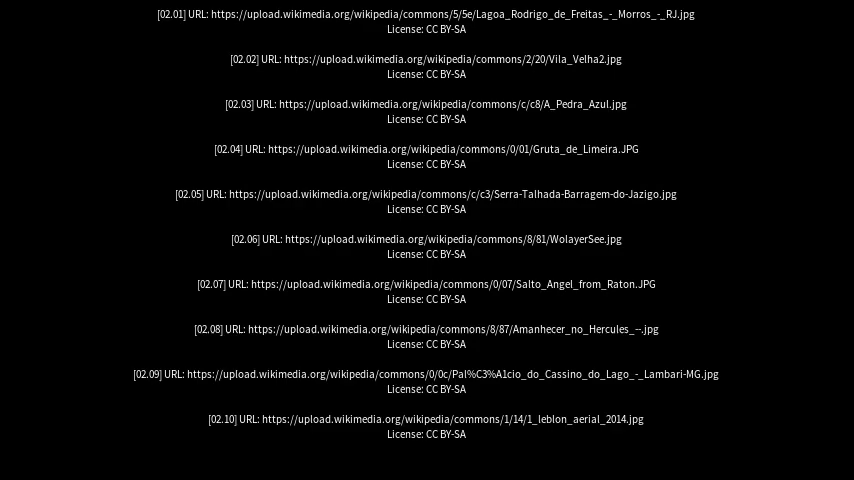 [02.01] URL: https://upload.wikimedia.org/wikipedia/commons/5/5e/Lagoa_Rodrigo_de_Freitas_-_Morros_-_RJ.jpg
License: CC BY-SA
[02.02] URL: https://upload.wikimedia.org/wikipedia/commons/2/20/Vila_Velha2.jpg
License: CC BY-SA
[02.03] URL: https://upload.wikimedia.org/wikipedia/commons/c/c8/A_Pedra_Azul.jpg
License: CC BY-SA
[02.04] URL: https://upload.wikimedia.org/wikipedia/commons/0/01/Gruta_de_Limeira.JPG
License: CC BY-SA
[02.05] URL: https://upload.wikimedia.org/wikipedia/commons/c/c3/Serra-Talhada-Barragem-do-Jazigo.jpg
License: CC BY-SA
[02.06] URL: https://upload.wikimedia.org/wikipedia/commons/8/81/WolayerSee.jpg
License: CC BY-SA
[02.07] URL: https://upload.wikimedia.org/wikipedia/commons/0/07/Salto_Angel_from_Raton.JPG
License: CC BY-SA
[02.08] URL: https://upload.wikimedia.org/wikipedia/commons/8/87/Amanhecer_no_Hercules_--.jpg
License: CC BY-SA
[02.09] URL: https://upload.wikimedia.org/wikipedia/commons/0/0c/Pal%C3%A1cio_do_Cassino_do_Lago_-_Lambari-MG.jpg
License: CC BY-SA
[02.10] URL: https://upload.wikimedia.org/wikipedia/commons/1/14/1_leblon_aerial_2014.jpg
License: CC BY-SA